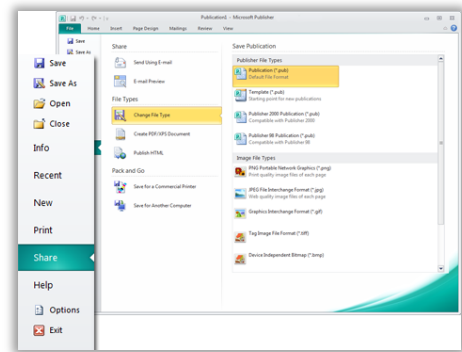 Publication1 - Microsoft Publisher
File Home Insert Page Design Mailings Review View
Save
Save As
Share
Send Using E-mail
E-mail Preview
File Types
Change File Type
Create PDF/XPS Document
Publish HTML
Pack and Go
Save for a Commercial Printer
Save for Another Computer
Save Publication
Publisher File Types
Publication (*.pub)
Default File Format
Template (*.pub)
Starting point for new publications
Publisher 2000 Publication (*.pub)
Compatible with Publisher 2000
Publisher 98 Publication (*.pub)
Compatible with Publisher 98
Image File Types
PNG Portable Network Graphics (*.png)
Print quality image files of each page
JPEG File Interchange Format (*.jpg)
Web quality image files of each page
Graphics Interchange Format (*.gif)
Tag Image File Format (*.tiff)
Device Independent Bitmap (*.bmp)
Save
Save As
Open
Close
Info
Recent
New
Print
Share
Help
Options
Exit